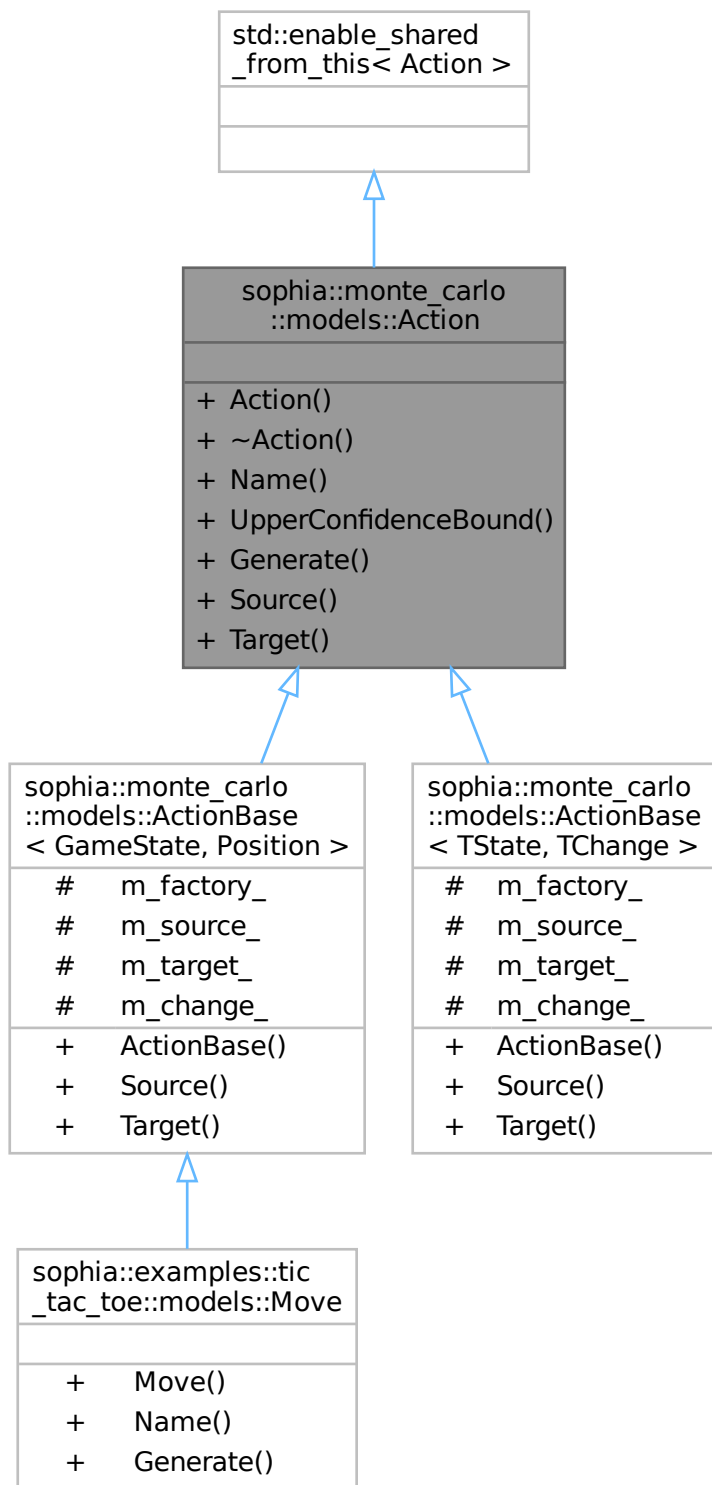 std::enable_shared
_from_this< Action >
sophia::monte_carlo
::models::Action
+ Action()
+ ~Action()
+ Name()
+ UpperConfidenceBound()
+ Generate()
+ Source()
+ Target()
sophia::monte_carlo
::models::ActionBase
< GameState, Position >
# m_factory_
# m_source_
# m_target_
# m_change_
+ ActionBase()
+ Source()
+ Target()
sophia::monte_carlo
::models::ActionBase
< TState, TChange >
# m_factory_
# m_source_
# m_target_
# m_change_
+ ActionBase()
+ Source()
+ Target()
sophia::examples::tic
_tac_toe::models::Move
+ Move()
+ Name()
+ Generate()